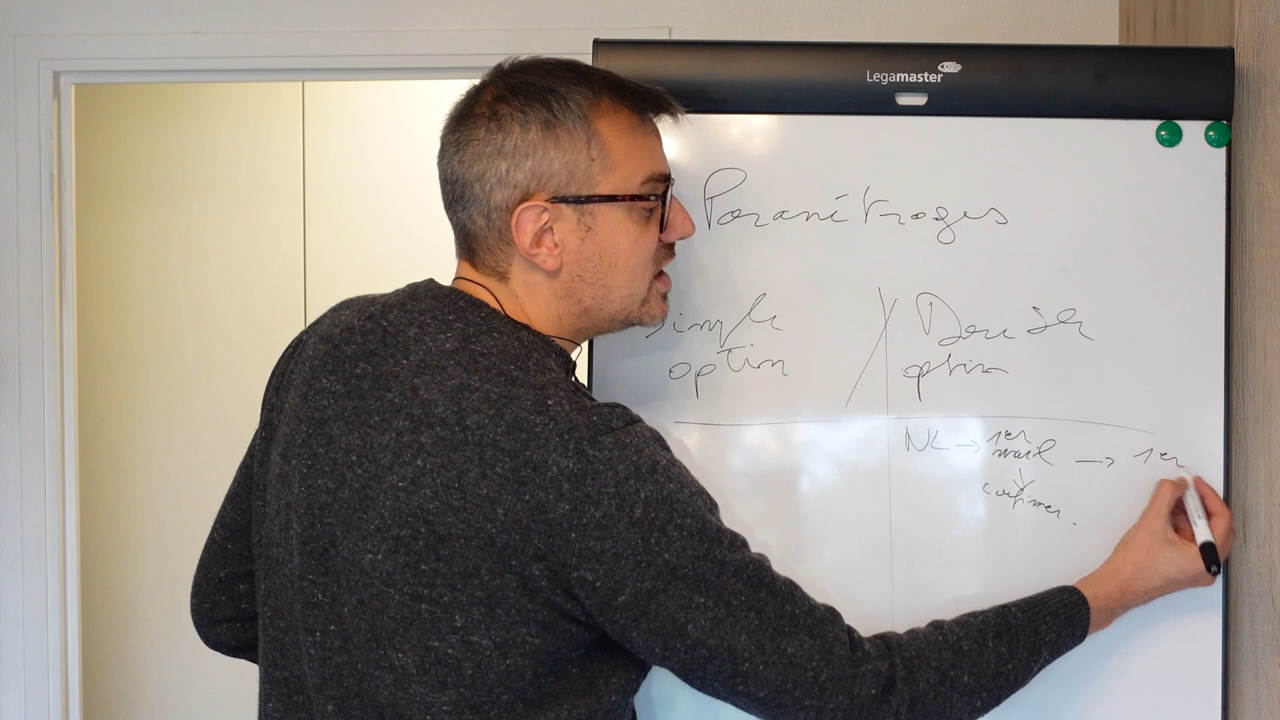 Legamaster
Paramétrages
Simple / Double
option option
NL → 1er
mail → 1er
confirmer.